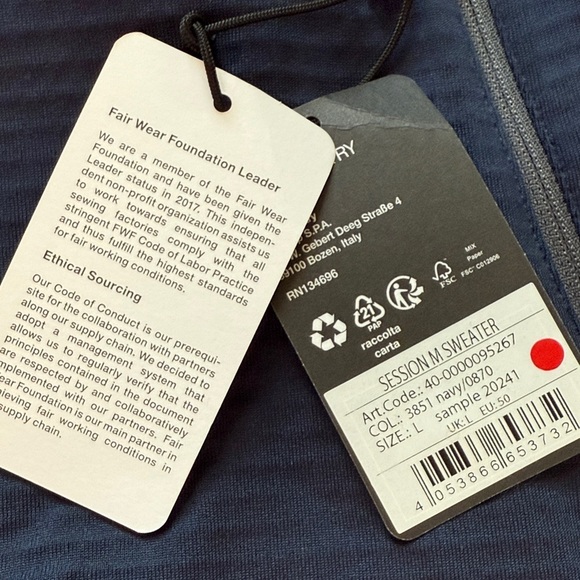 Fair Wear Foundation Leader
We are a member of the Fair Wear
Foundation and have been given the
Leader status in 2017. This indepen-
dent non-profit organization assists us
to work towards ensuring that all
sewing factories comply with the
stringent FWF Code of Labor Practice
and thus fulfill the highest standards
for fair working conditions.
Ethical Sourcing
Our Code of Conduct is our prerequi-
site for the collaboration with partners
along our supply chain. We decided to
adopt a management system that
allows us to regularly verify that the
principles contained in the document
are respected by and collaboratively
mplemented with our partners. Fair
ear Foundation is our main partner in
ieving fair working conditions in
supply chain.
RY
y
S.P.A.
W. Gebert Deeg Straße 4
9100 Bozen, Italy
RN134696
21
PAP
raccolta
carta
FSC
MIX
Paper
FSC® C012906
SESSION M SWEATER
Art.Code.: 40-0000095267
COL.: 3851 navy/0870
SIZE.: L sample 20241
UK: L EU: 50
4 053866 653732